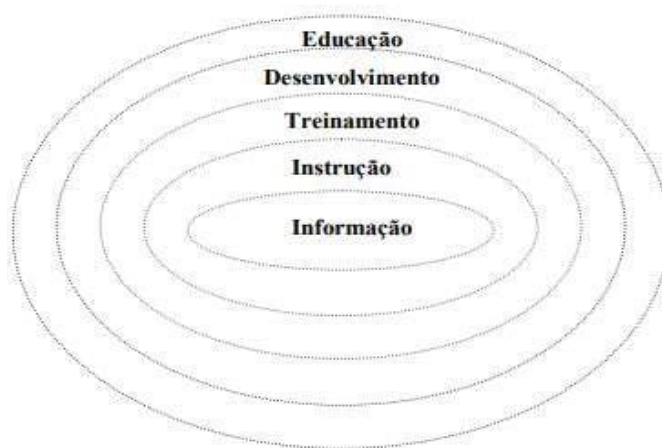 Educação
Desenvolvimento
Treinamento
Instrução
Informação